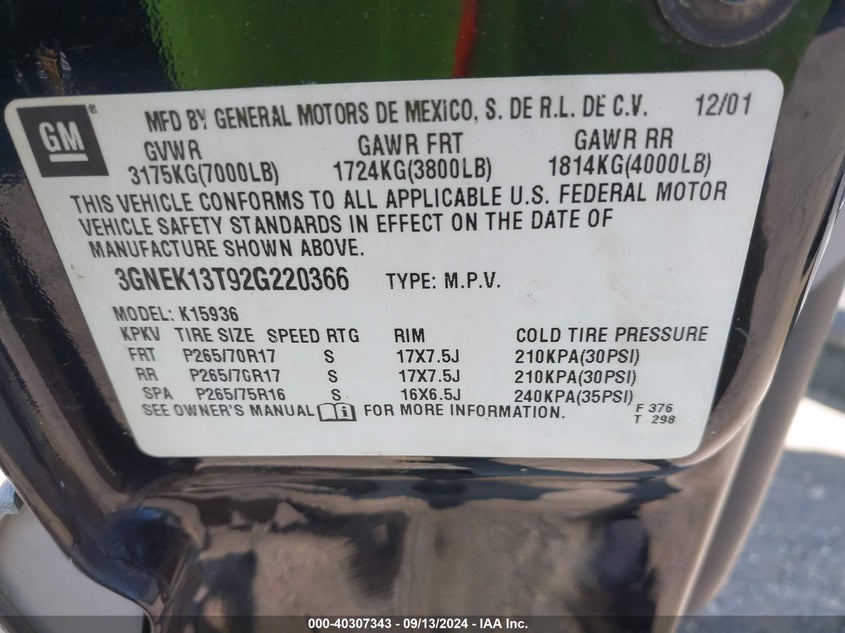 GM
MFD BY GENERAL MOTORS DE MEXICO, S. DE R.L. DE C.V. 12/01
GVWR GAWR FRT GAWR RR
3175KG(7000LB) 1724KG(3800LB) 1814KG(4000LB)
THIS VEHICLE CONFORMS TO ALL APPLICABLE U.S. FEDERAL MOTOR
VEHICLE SAFETY STANDARDS IN EFFECT ON THE DATE OF
MANUFACTURE SHOWN ABOVE.
3GNEK13T92G220366 TYPE: M.P.V.
MODEL: K15936
KPKV TIRE SIZE SPEED RTG RIM COLD TIRE PRESSURE
FRT P265/70R17 S 17X7.5J 210KPA(30PSI)
RR P265/70R17 S 17X7.5J 210KPA(30PSI)
SPA P265/75R16 S 16X6.5J 240KPA(35PSI)
SEE OWNER'S MANUAL FOR MORE INFORMATION. F 376
T 298
000-40307343 - 09/13/2024 - IAA Inc.